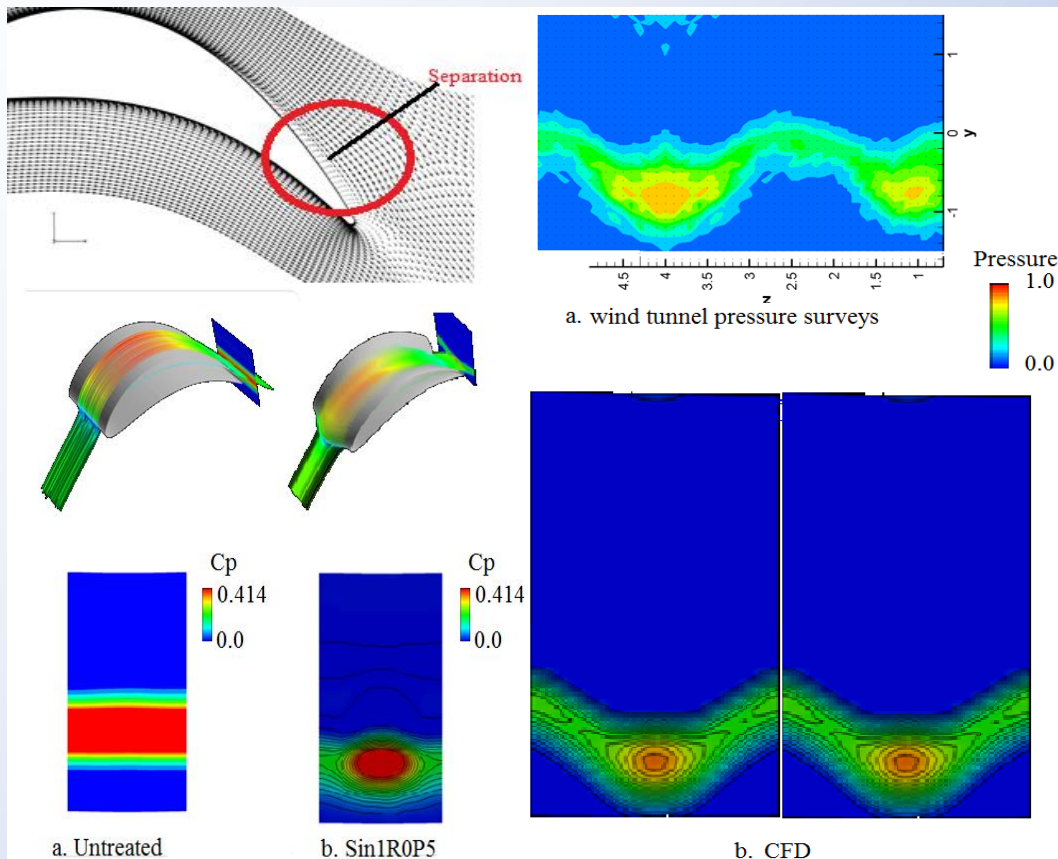 Separation
1
0
-1
y
4.5
4
3.5
3
2.5
2
1.5
1
z
a. wind tunnel pressure surveys
Pressure
1.0
0.0
Cp
0.414
0.0
a. Untreated
Cp
0.414
0.0
b. Sin1R0P5
b. CFD